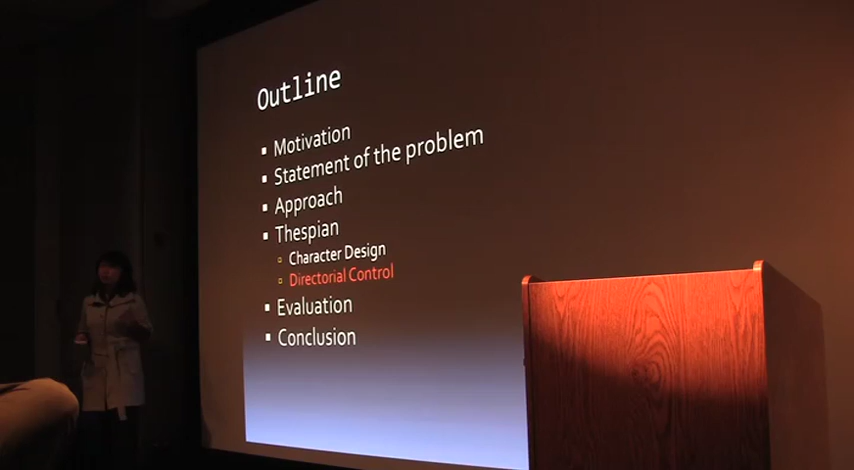 Outline
Motivation
Statement of the problem
Approach
Thespian
Character Design
Directorial Control
Evaluation
Conclusion